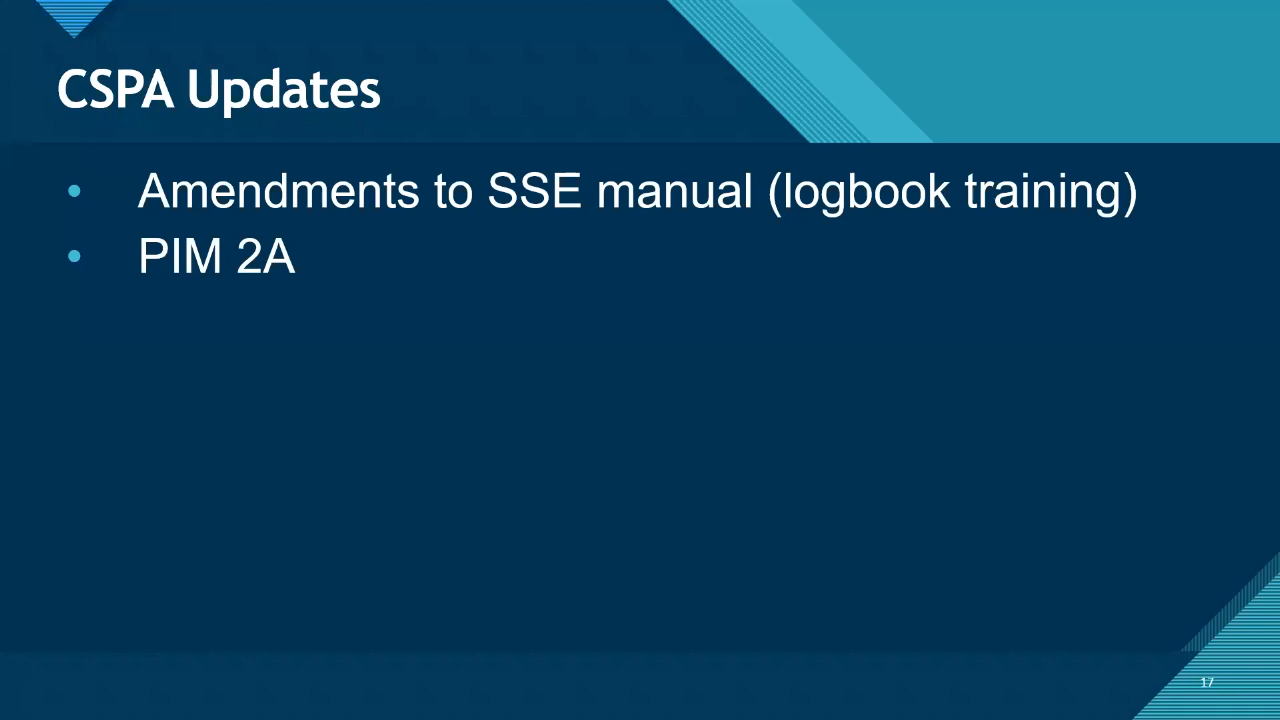 CSPA Updates
• Amendments to SSE manual (logbook training)
• PIM 2A
17